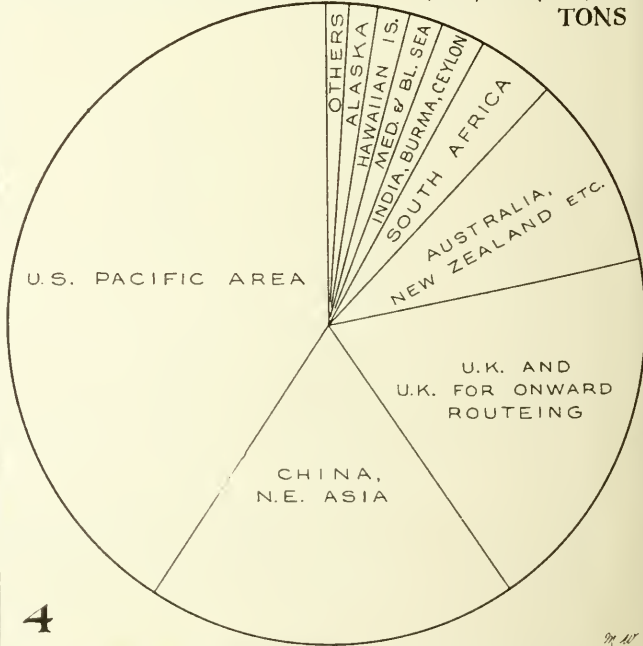 TONS
OTHERS
ALASKA
HAWAIIAN IS.
MED. & BL. SEA
INDIA, BURMA, CEYLON
SOUTH AFRICA
AUSTRALIA,
NEW ZEALAND ETC.
U.S. PACIFIC AREA
U.K. AND
U.K. FOR ONWARD
ROUTEING
CHINA,
N.E. ASIA
4